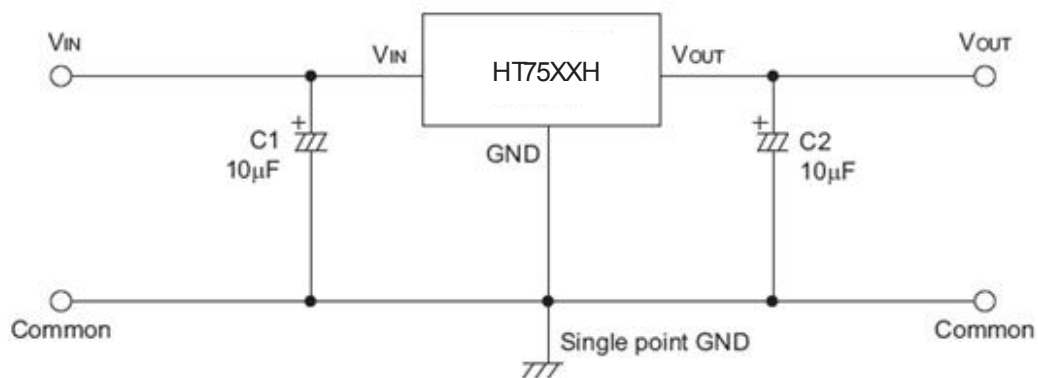 VIN
VIN
HT75XXH
VOUT
VOUT
C1
10μF
GND
C2
10μF
Common
Single point GND
Common